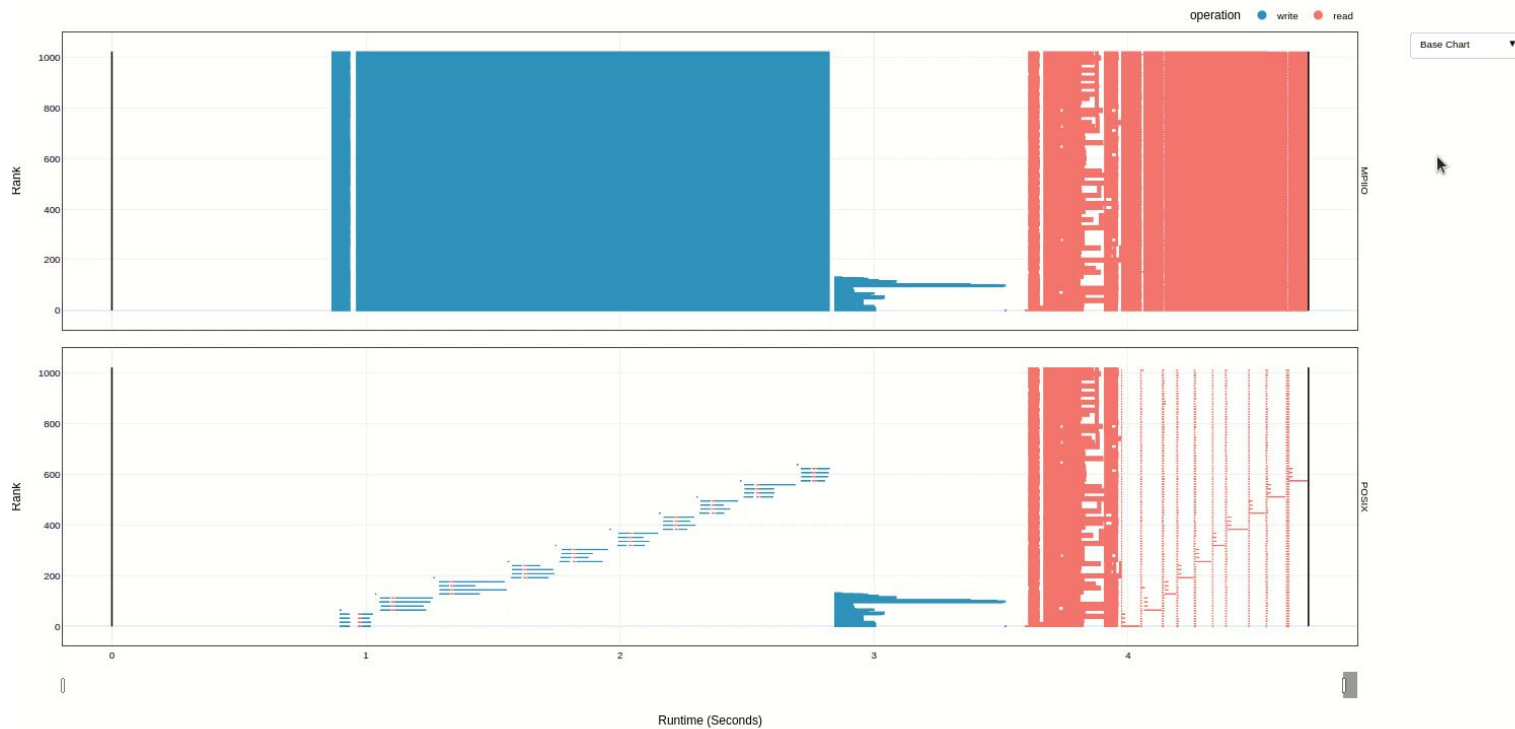 operation write read
Base Chart
1000
800
600
400
200
0
Rank
MPIIO
1000
800
600
400
200
0
Rank
POSIX
0 1 2 3 4
Runtime (Seconds)